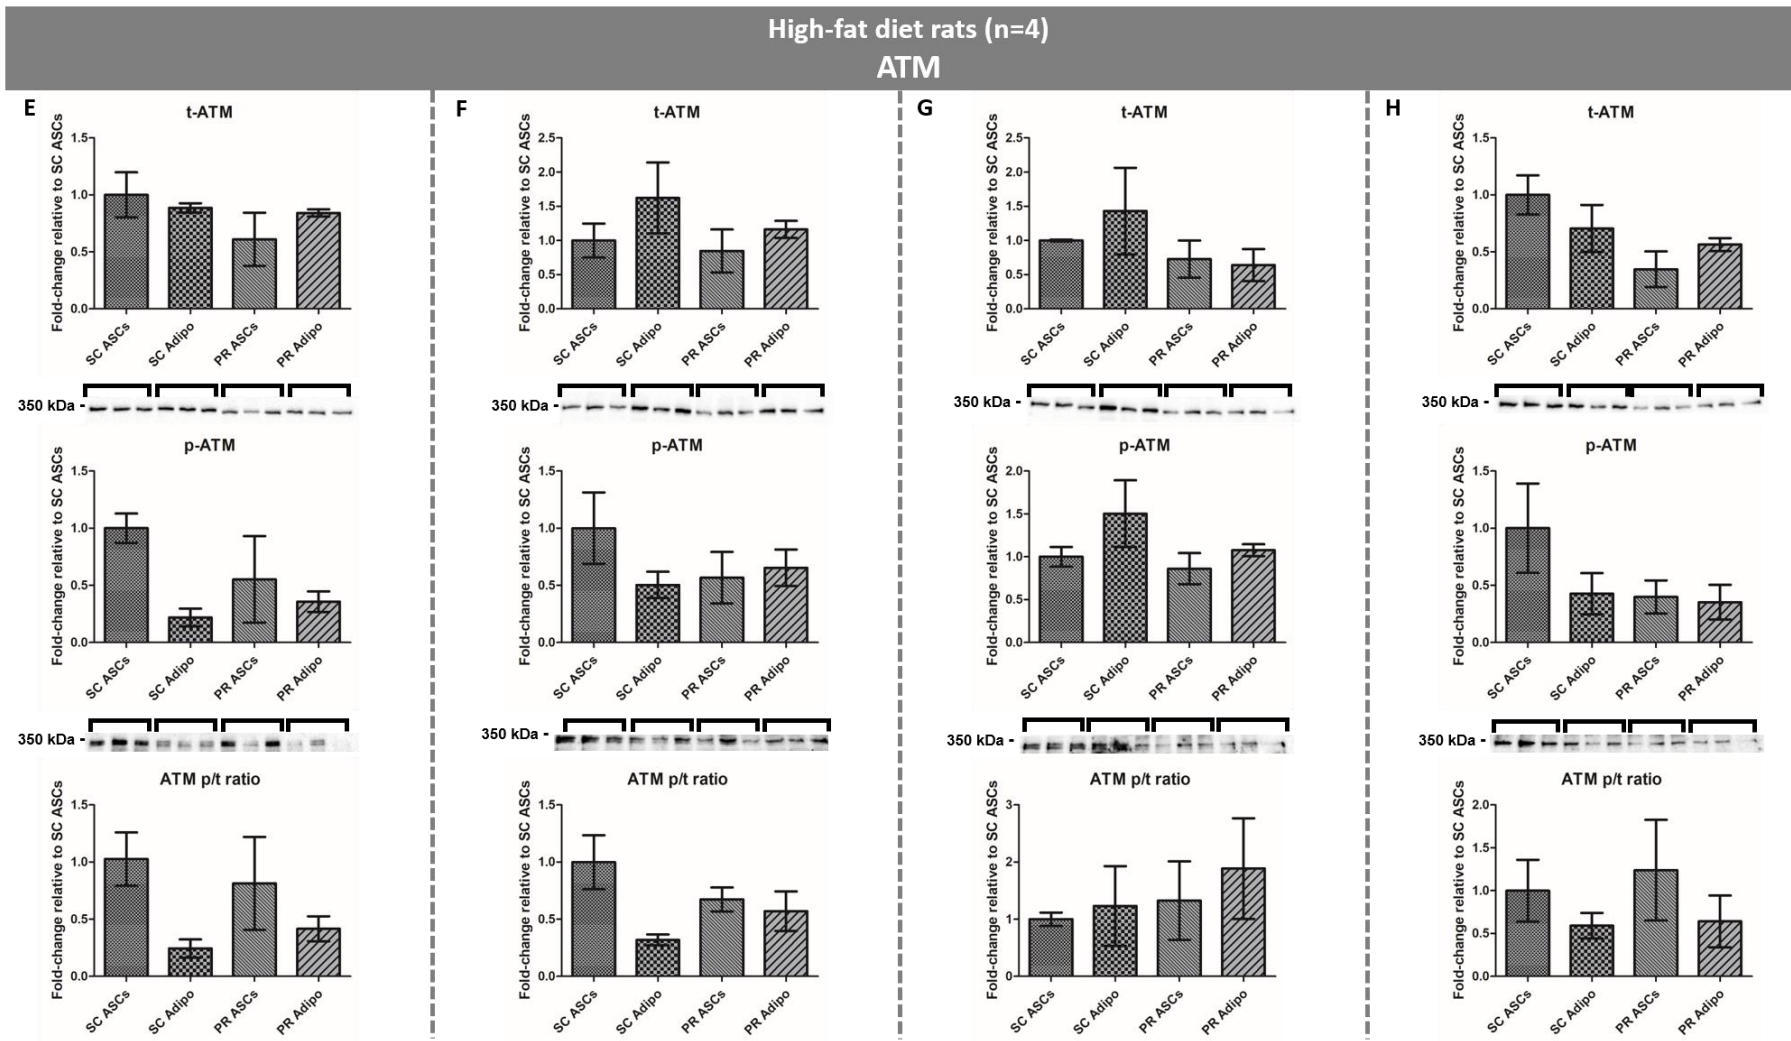 High-fat diet rats (n=4)
ATM
E
t-ATM
Fold-change relative to SC ASCs
1.5
1.0
0.5
0.0
SC ASCs
SC Adipo
PR ASCs
PR Adipo
350 kDa -
p-ATM
Fold-change relative to SC ASCs
1.5
1.0
0.5
0.0
SC ASCs
SC Adipo
PR ASCs
PR Adipo
350 kDa -
ATM p/t ratio
Fold-change relative to SC ASCs
1.5
1.0
0.5
0.0
SC ASCs
SC Adipo
PR ASCs
PR Adipo
F
t-ATM
Fold-change relative to SC ASCs
2.5
2.0
1.5
1.0
0.5
0.0
SC ASCs
SC Adipo
PR ASCs
PR Adipo
350 kDa -
p-ATM
Fold-change relative to SC ASCs
1.5
1.0
0.5
0.0
SC ASCs
SC Adipo
PR ASCs
PR Adipo
350 kDa -
ATM p/t ratio
Fold-change relative to SC ASCs
1.5
1.0
0.5
0.0
SC ASCs
SC Adipo
PR ASCs
PR Adipo
G
t-ATM
Fold-change relative to SC ASCs
2.5
2.0
1.5
1.0
0.5
0.0
SC ASCs
SC Adipo
PR ASCs
PR Adipo
350 kDa -
p-ATM
Fold-change relative to SC ASCs
2.0
1.5
1.0
0.5
0.0
SC ASCs
SC Adipo
PR ASCs
PR Adipo
350 kDa -
ATM p/t ratio
Fold-change relative to SC ASCs
3
2
1
0
SC ASCs
SC Adipo
PR ASCs
PR Adipo
H
t-ATM
Fold-change relative to SC ASCs
1.5
1.0
0.5
0.0
SC ASCs
SC Adipo
PR ASCs
PR Adipo
350 kDa -
p-ATM
Fold-change relative to SC ASCs
1.5
1.0
0.5
0.0
SC ASCs
SC Adipo
PR ASCs
PR Adipo
350 kDa -
ATM p/t ratio
Fold-change relative to SC ASCs
2.0
1.5
1.0
0.5
0.0
SC ASCs
SC Adipo
PR ASCs
PR Adipo